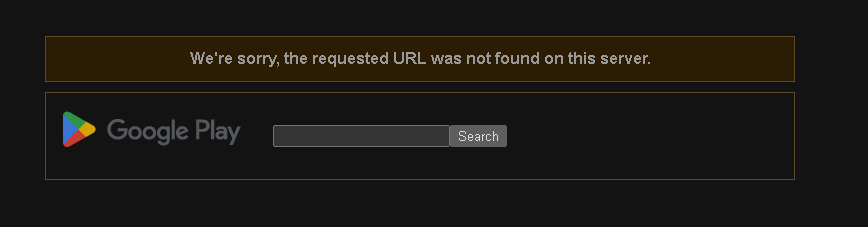 We're sorry, the requested URL was not found on this server.
Google Play
Search